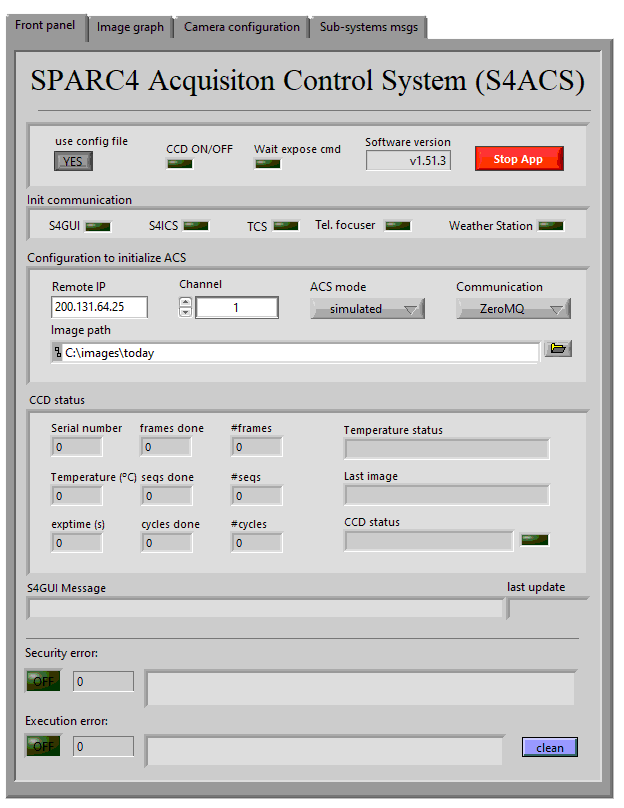 Front panel Image graph Camera configuration Sub-systems msgs
SPARC4 Acquisiton Control System (S4ACS)
use config file CCD ON/OFF Wait expose cmd Software version
YES v1.51.3 Stop App
Init communication
S4GUI S4ICS TCS Tel. focuser Weather Station
Configuration to initialize ACS
Remote IP Channel ACS mode Communication
200.131.64.25 1 simulated ZeroMQ
Image path
C:\images\today
CCD status
Serial number frames done #frames Temperature status
0 0 0
Temperature (ºC) seqs done #seqs Last image
0 0 0
exptime (s) cycles done #cycles CCD status
0 0 0
S4GUI Message last update
Security error:
OFF 0
Execution error:
OFF 0 clean